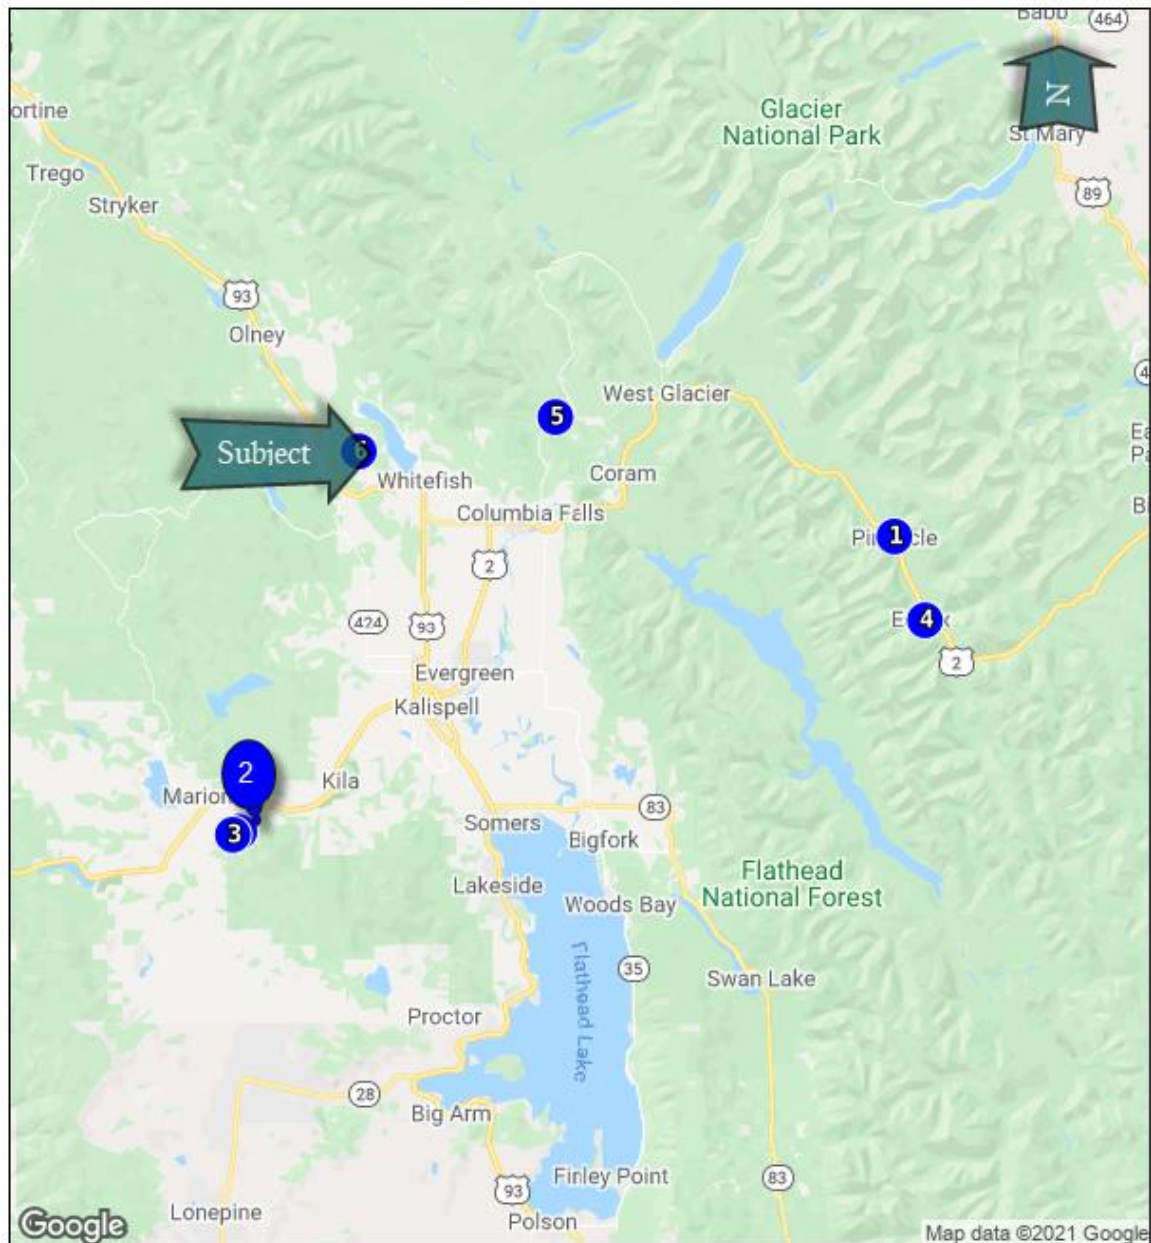 Babb
464
N
Glacier
National Park
St Mary
ortine
Trego
89
Stryker
93
Olney
West Glacier
5
Subject
6
Coram
Whitefish
Columbia Falls
1
2
424
93
4
2
Evergreen
Kalispell
2
Kila
Marion
83
3
Somers
Bigfork
Flathead
National Forest
Lakeside
Woods Bay
35
Flathead Lake
Swan Lake
Proctor
28
Big Arm
Finley Point
83
93
Lonepine
Polson
Google
Map data ©2021 Google